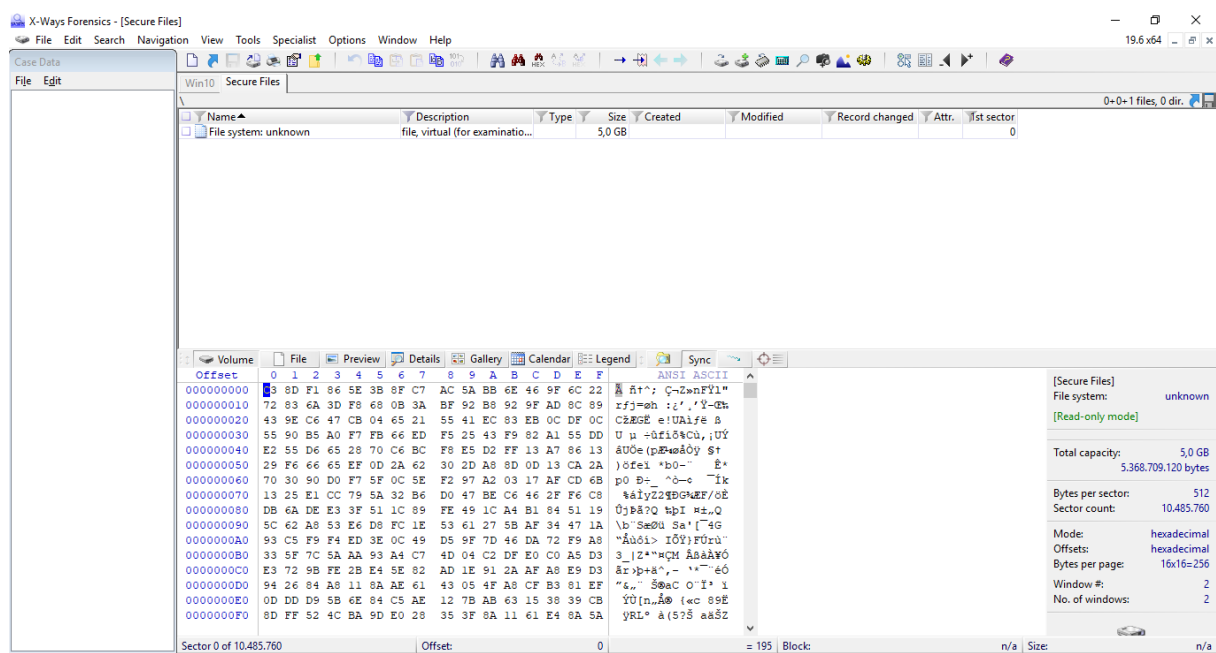 X-Ways Forensics - [Secure Files]
File Edit Search Navigation View Tools Specialist Options Window Help
19.6 x64
Case Data
File Edit
Win10 Secure Files
\
0+0+1 files, 0 dir.
Name Description Type Size Created Modified Record changed Attr. 1st sector
File system: unknown file, virtual (for examinatio... 5,0 GB 0
Volume File Preview Details Gallery Calendar Legend Sync
Offset 0 1 2 3 4 5 6 7 8 9 A B C D E F ANSI ASCII
000000000 C3 8D F1 86 5E 3B 8F C7 AC 5A BB 6E 46 9F 6C 22
000000010 72 83 6A 3D F8 68 0B 3A BF 92 B8 92 9F AD 8C 89
000000020 43 9E C6 47 CB 04 65 21 55 41 EC 83 EB 0C DF 0C
000000030 55 90 B5 A0 F7 FB 66 ED F5 25 43 F9 82 A1 55 DD
000000040 E2 55 D6 65 28 70 C6 BC F8 E5 D2 FF 13 A7 86 13
000000050 29 F6 66 65 EF 0D 2A 62 30 2D A8 8D 0D 13 CA 2A
000000060 70 30 90 D0 F7 5F 0C 5E F2 97 A2 03 17 AF CD 6B
000000070 13 25 E1 CC 79 5A 32 B6 D0 47 BE C6 46 2F F6 C8
000000080 DB 6A DE E3 3F 51 1C 89 FE 49 1C A4 B1 84 51 19
000000090 5C 62 A8 53 E6 D8 FC 1E 53 61 27 5B AF 34 47 1A
0000000A0 93 C5 F9 F4 ED 3E 0C 49 D5 9F 7D 46 DA 72 F9 A8
0000000B0 33 5F 7C 5A AA 93 A4 C7 4D 04 C2 DF E0 C0 A5 D3
0000000C0 E3 72 9B FE 2B E4 5E 82 AD 1E 91 2A AF A8 E9 D3
0000000D0 94 26 84 A8 11 8A AE 61 43 05 4F A8 CF B3 81 EF
0000000E0 0D DD D9 5B 6E 84 C5 AE 12 7B AB 63 15 38 39 CB
0000000F0 8D FF 52 4C BA 9D E0 28 35 3F 8A 11 61 E4 8A 5A
[Secure Files]
File system: unknown
[Read-only mode]
Total capacity: 5,0 GB
5.368.709.120 bytes
Bytes per sector: 512
Sector count: 10.485.760
Mode: hexadecimal
Offsets: hexadecimal
Bytes per page: 16x16=256
Window #: 2
No. of windows: 2
Sector 0 of 10.485.760 Offset: 0 = 195 Block: n/a Size: n/a